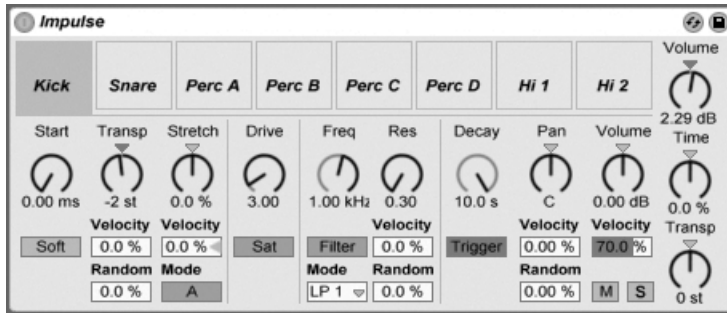 Impulse
Kick Snare Perc A Perc B Perc C Perc D Hi 1 Hi 2
Volume
2.29 dB
Start Transp Stretch Drive Freq Res Decay Pan Volume
Time
0.00 ms -2 st 0.0 % 3.00 1.00 kHz 0.30 10.0 s C 0.00 dB
0.0 %
Velocity Velocity Velocity Velocity Velocity
Transp
Soft 0.0 % 0.0 % Sat Filter 0.0 % Trigger 0.00 % 70.0 %
Random Mode Mode Random Random
0.0 % A LP 1 0.0 % 0.00 % M S
0 st